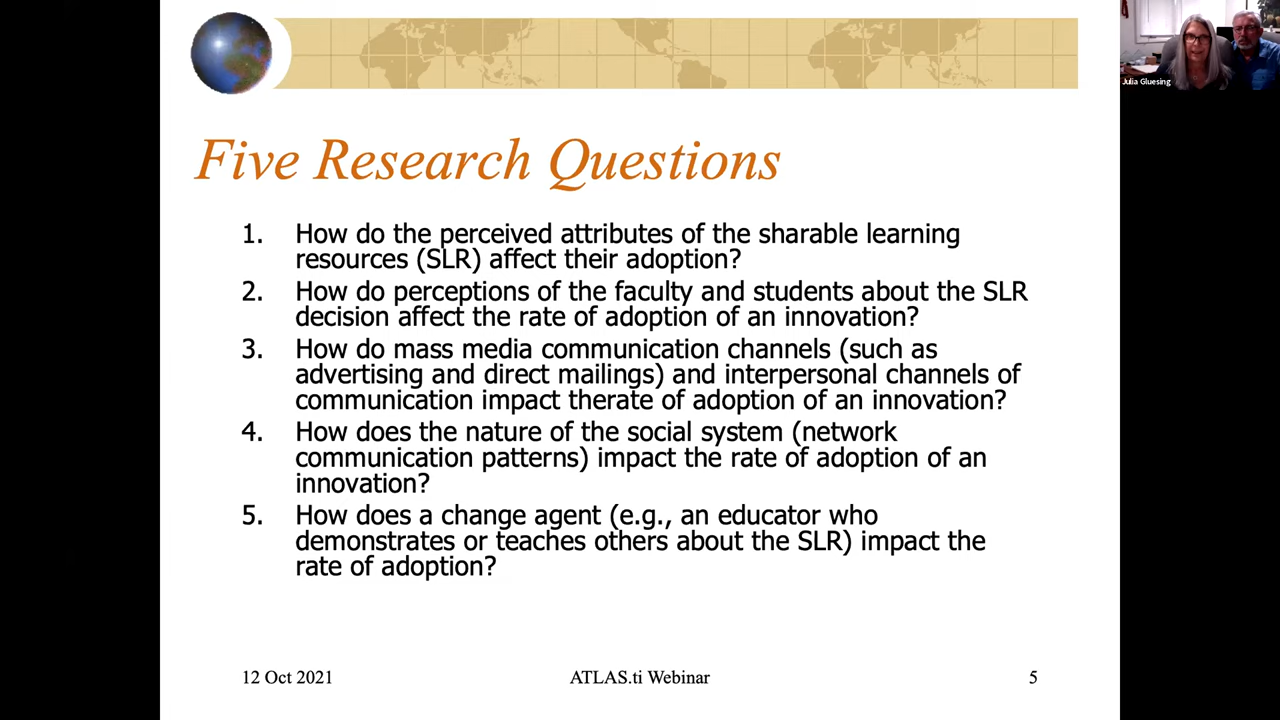 Julia Gluesing
Five Research Questions
1. How do the perceived attributes of the sharable learning
resources (SLR) affect their adoption?
2. How do perceptions of the faculty and students about the SLR
decision affect the rate of adoption of an innovation?
3. How do mass media communication channels (such as
advertising and direct mailings) and interpersonal channels of
communication impact therate of adoption of an innovation?
4. How does the nature of the social system (network
communication patterns) impact the rate of adoption of an
innovation?
5. How does a change agent (e.g., an educator who
demonstrates or teaches others about the SLR) impact the
rate of adoption?
12 Oct 2021 ATLAS.ti Webinar 5